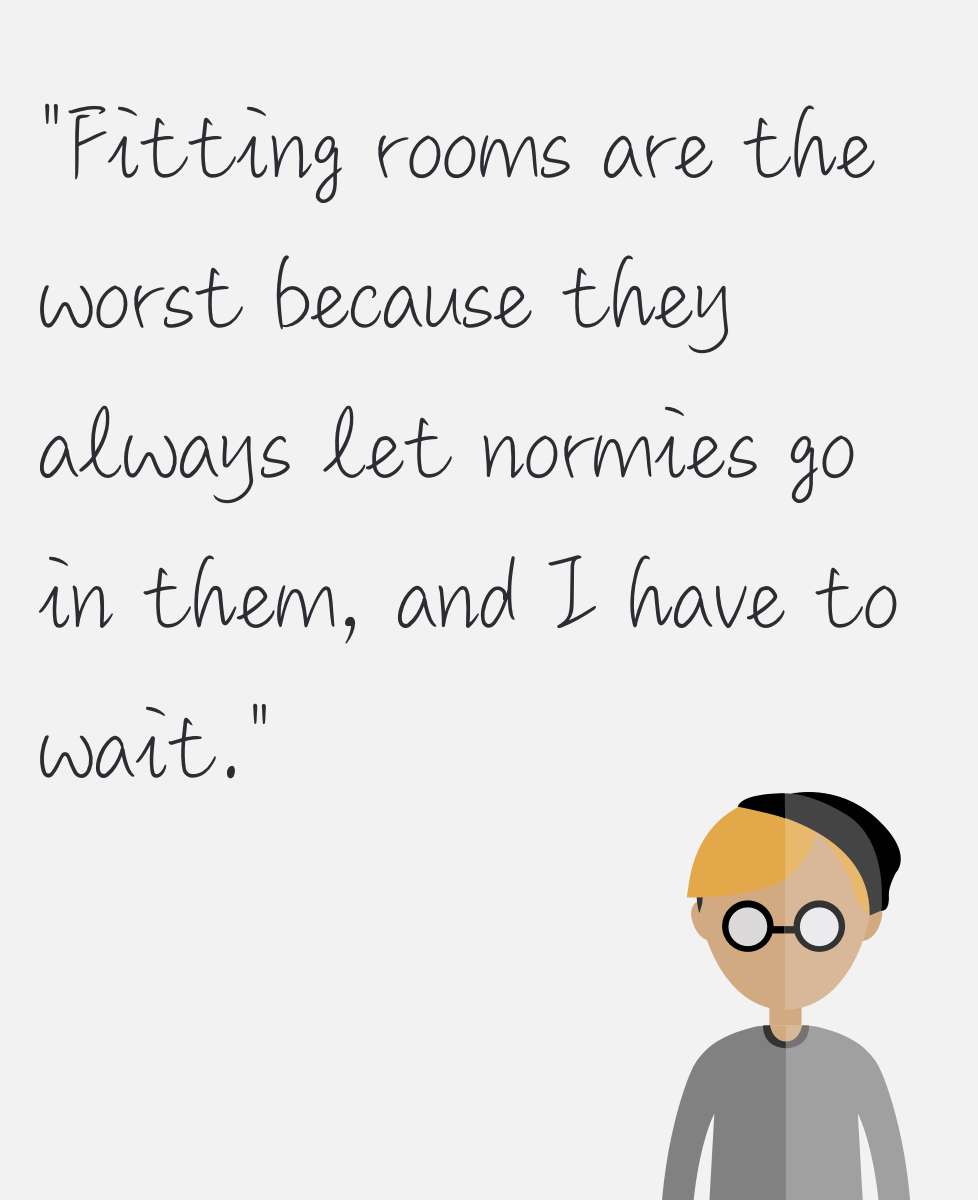 "Fitting rooms are the
worst because they
always let normies go
in them, and I have to
wait."